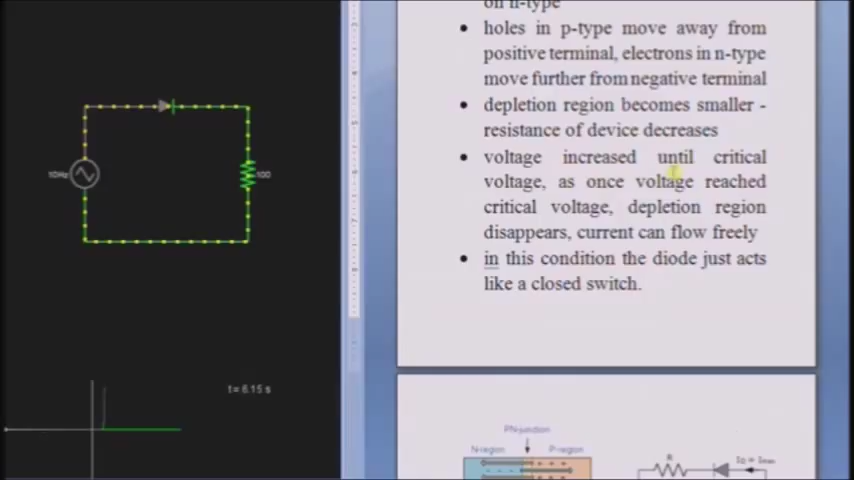 on n-type
holes in p-type move away from
positive terminal, electrons in n-type
move further from negative terminal
depletion region becomes smaller -
resistance of device decreases
voltage increased until critical
voltage, as once voltage reached
critical voltage, depletion region
disappears, current can flow freely
in this condition the diode just acts
like a closed switch.
10Hz
100
t = 6.15 s
PN-junction
N-region P-region
R